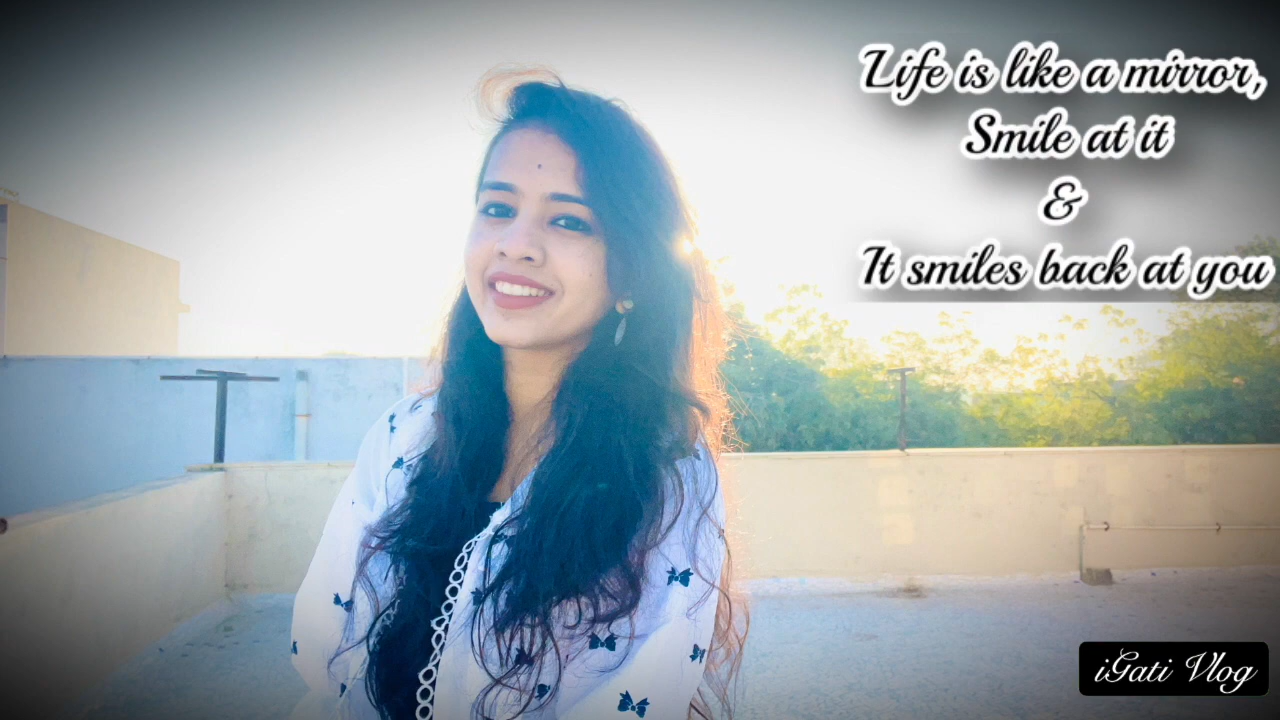 Life is like a mirror,
Smile at it
&
It smiles back at you
iGati Vlog